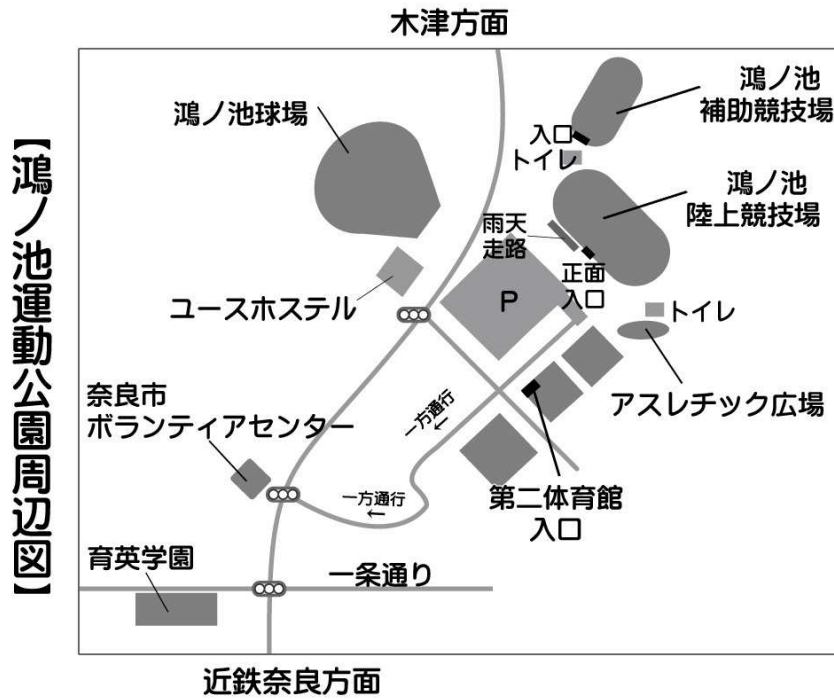 木津方面
【鴻ノ池運動公園周辺図】
鴻ノ池球場
鴻ノ池
補助競技場
入口
トイレ
鴻ノ池
陸上競技場
雨天
走路
正面
入口
P
ユースホステル
トイレ
アスレチック広場
奈良市
ボランティアセンター
一方通行
←
一方通行
←
第二体育館
入口
育英学園
一条通り
近鉄奈良方面